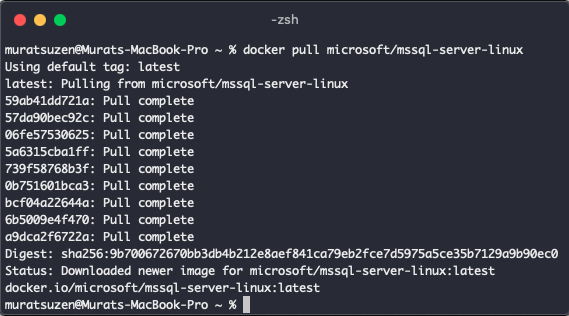 -zsh
muratsuzen@Murats-MacBook-Pro ~ % docker pull microsoft/mssql-server-linux
Using default tag: latest
latest: Pulling from microsoft/mssql-server-linux
59ab41dd721a: Pull complete
57da90bec92c: Pull complete
06fe57530625: Pull complete
5a6315cba1ff: Pull complete
739f58768b3f: Pull complete
0b751601bca3: Pull complete
bcf04a22644a: Pull complete
6b5009e4f470: Pull complete
a9dca2f6722a: Pull complete
Digest: sha256:9b700672670bb3db4b212e8aef841ca79eb2fce7d5975a5ce35b7129a9b90ec0
Status: Downloaded newer image for microsoft/mssql-server-linux:latest
docker.io/microsoft/mssql-server-linux:latest
muratsuzen@Murats-MacBook-Pro ~ %